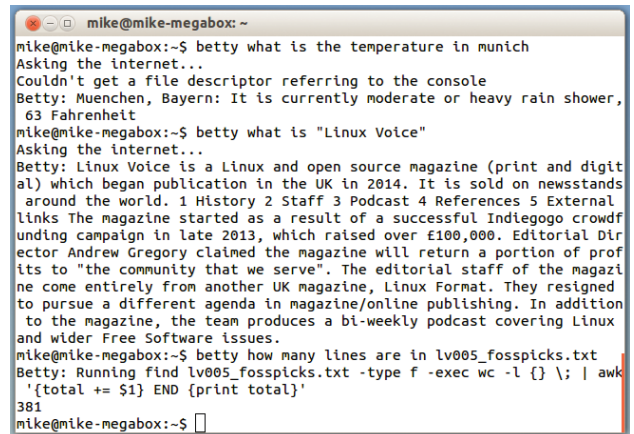 mike@mike-megabox: ~
mike@mike-megabox:~$ betty what is the temperature in munich
Asking the internet...
Couldn't get a file descriptor referring to the console
Betty: Muenchen, Bayern: It is currently moderate or heavy rain shower,
 63 Fahrenheit
mike@mike-megabox:~$ betty what is "Linux Voice"
Asking the internet...
Betty: Linux Voice is a Linux and open source magazine (print and digit
al) which began publication in the UK in 2014. It is sold on newsstands
 around the world. 1 History 2 Staff 3 Podcast 4 References 5 External
links The magazine started as a result of a successful Indiegogo crowdf
unding campaign in late 2013, which raised over £100,000. Editorial Dir
ector Andrew Gregory claimed the magazine will return a portion of prof
its to "the community that we serve". The editorial staff of the magazi
ne come entirely from another UK magazine, Linux Format. They resigned
to pursue a different agenda in magazine/online publishing. In addition
 to the magazine, the team produces a bi-weekly podcast covering Linux
and wider Free Software issues.
mike@mike-megabox:~$ betty how many lines are in lv005_fosspicks.txt
Betty: Running find lv005_fosspicks.txt -type f -exec wc -l {} \; | awk
 '{total += $1} END {print total}'
381
mike@mike-megabox:~$